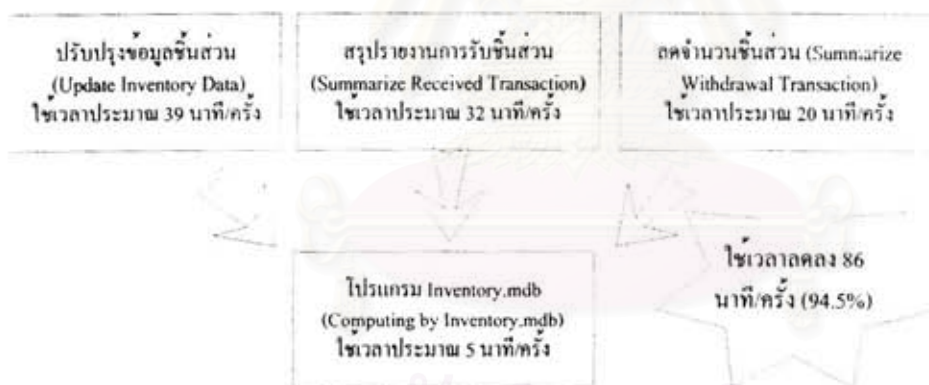 ปรับปรุงข้อมูลชิ้นส่วน
(Update Inventory Data)
ใช้เวลาประมาณ 39 นาที/ครั้ง
สรุปรายงานการรับชิ้นส่วน
(Summarize Received Transaction)
ใช้เวลาประมาณ 32 นาที/ครั้ง
ลดจำนวนชิ้นส่วน (Summarize
Withdrawal Transaction)
ใช้เวลาประมาณ 20 นาที/ครั้ง
โปรแกรม Inventory.mdb
(Computing by Inventory.mdb)
ใช้เวลาประมาณ 5 นาที/ครั้ง
ใช้เวลาลดลง 86
นาที/ครั้ง (94.5%)